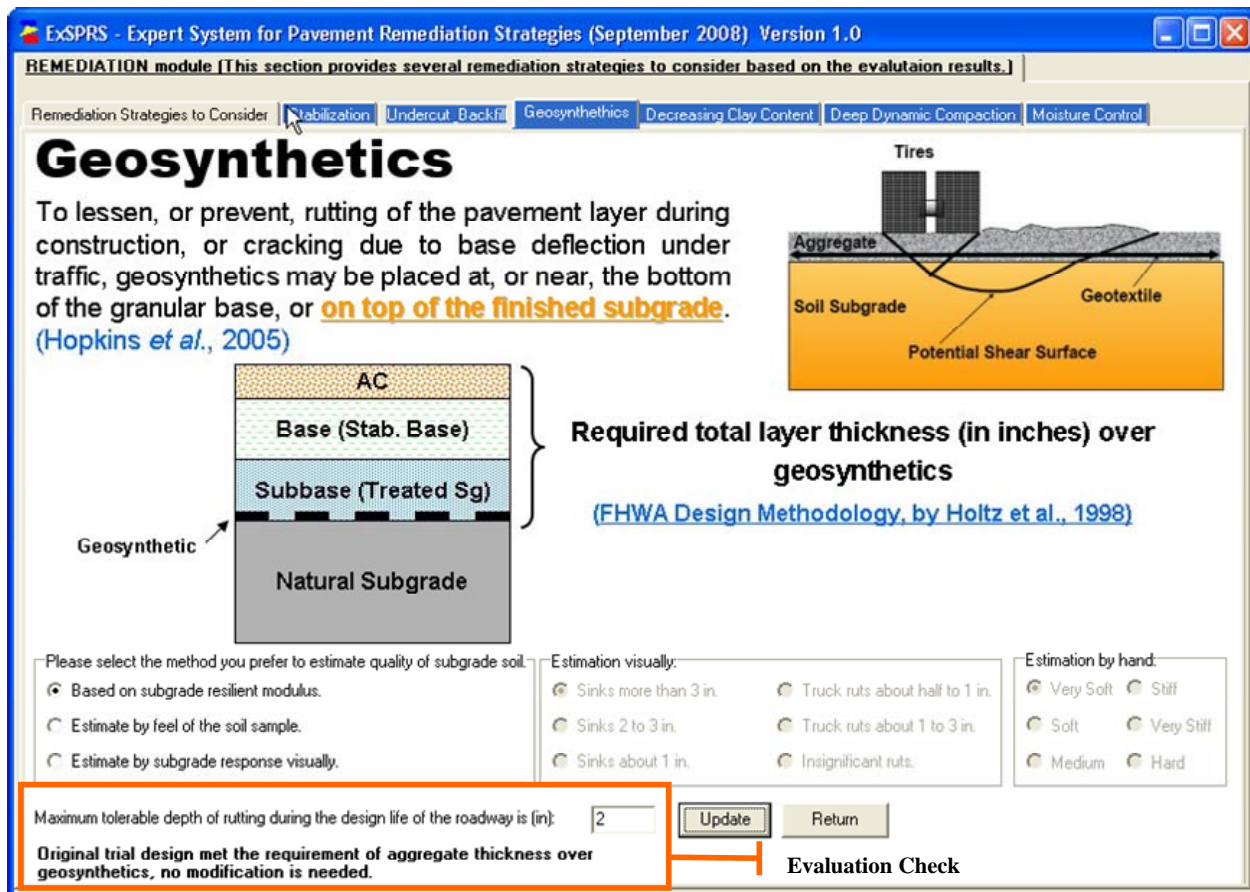 ExSPRS - Expert System for Pavement Remediation Strategies (September 2008) Version 1.0
REMEDIATION module [This section provides several remediation strategies to consider based on the evalutaion results.]
Remediation Strategies to Consider Stabilization Undercut_Backfill Geosynthethics Decreasing Clay Content Deep Dynamic Compaction Moisture Control
Geosynthetics
To lessen, or prevent, rutting of the pavement layer during
construction, or cracking due to base deflection under
traffic, geosynthetics may be placed at, or near, the bottom
of the granular base, or on top of the finished subgrade.
(Hopkins et al., 2005)
Tires
Aggregate
Soil Subgrade
Geotextile
Potential Shear Surface
AC
Base (Stab. Base)
Subbase (Treated Sg)
Geosynthetic
Natural Subgrade
Required total layer thickness (in inches) over
geosynthetics
(FHWA Design Methodology, by Holtz et al., 1998)
Please select the method you prefer to estimate quality of subgrade soil.
Based on subgrade resilient modulus.
Estimate by feel of the soil sample.
Estimate by subgrade response visually.
Estimation visually:
Sinks more than 3 in. Truck ruts about half to 1 in.
Sinks 2 to 3 in. Truck ruts about 1 to 3 in.
Sinks about 1 in. Insignificant ruts.
Estimation by hand:
Very Soft Stiff
Soft Very Stiff
Medium Hard
Maximum tolerable depth of rutting during the design life of the roadway is (in): 2 Update Return
Original trial design met the requirement of aggregate thickness over
geosynthetics, no modification is needed.
Evaluation Check